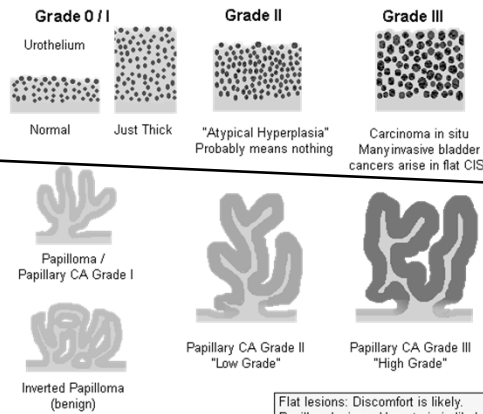 Grade 0 / I
Grade II
Grade III
Urothelium
Normal
Just Thick
"Atypical Hyperplasia"
Probably means nothing
Carcinoma in situ
Manyinvasive bladder
cancers arise in flat CIS
Papilloma /
Papillary CA Grade I
Papillary CA Grade II
"Low Grade"
Papillary CA Grade III
"High Grade"
Inverted Papilloma
(benign)
Flat lesions: Discomfort is likely.